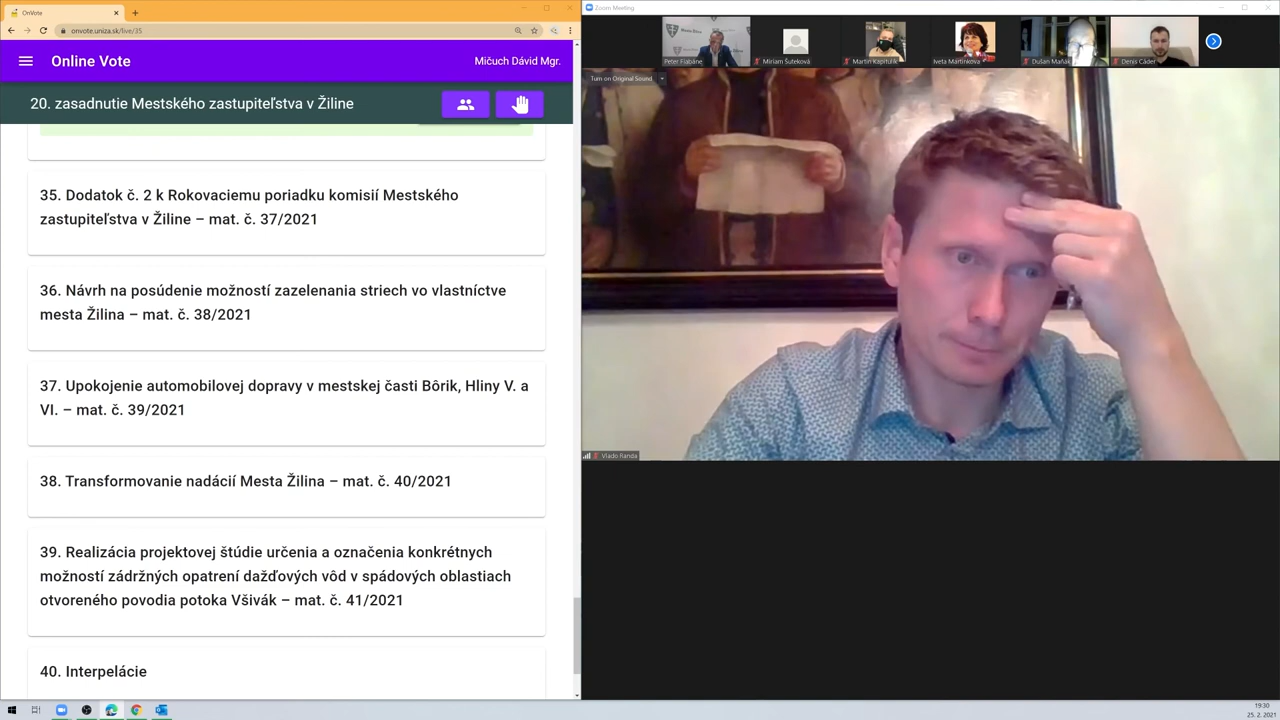 OnVote
onvote.uniza.sk/live/35
Online Vote
Mičuch Dávid Mgr.
20. zasadnutie Mestského zastupiteľstva v Žiline
35. Dodatok č. 2 k Rokovaciemu poriadku komisií Mestského
zastupiteľstva v Žiline – mat. č. 37/2021
36. Návrh na posúdenie možností zazelenania striech vo vlastníctve
mesta Žilina – mat. č. 38/2021
37. Upokojenie automobilovej dopravy v mestskej časti Bôrik, Hliny V. a
VI. – mat. č. 39/2021
38. Transformovanie nadácií Mesta Žilina – mat. č. 40/2021
39. Realizácia projektovej štúdie určenia a označenia konkrétnych
možností zádržných opatrení dažďových vôd v spádových oblastiach
otvoreného povodia potoka Všivák – mat. č. 41/2021
40. Interpelácie
Zoom Meeting
Peter Fiabáne
Miriam Šuteková
Martin Kapitulík
Iveta Martinkova
Dušan Maňák
Denis Cáder
Turn on Original Sound
Vlado Randa
19:30
25. 2. 2021